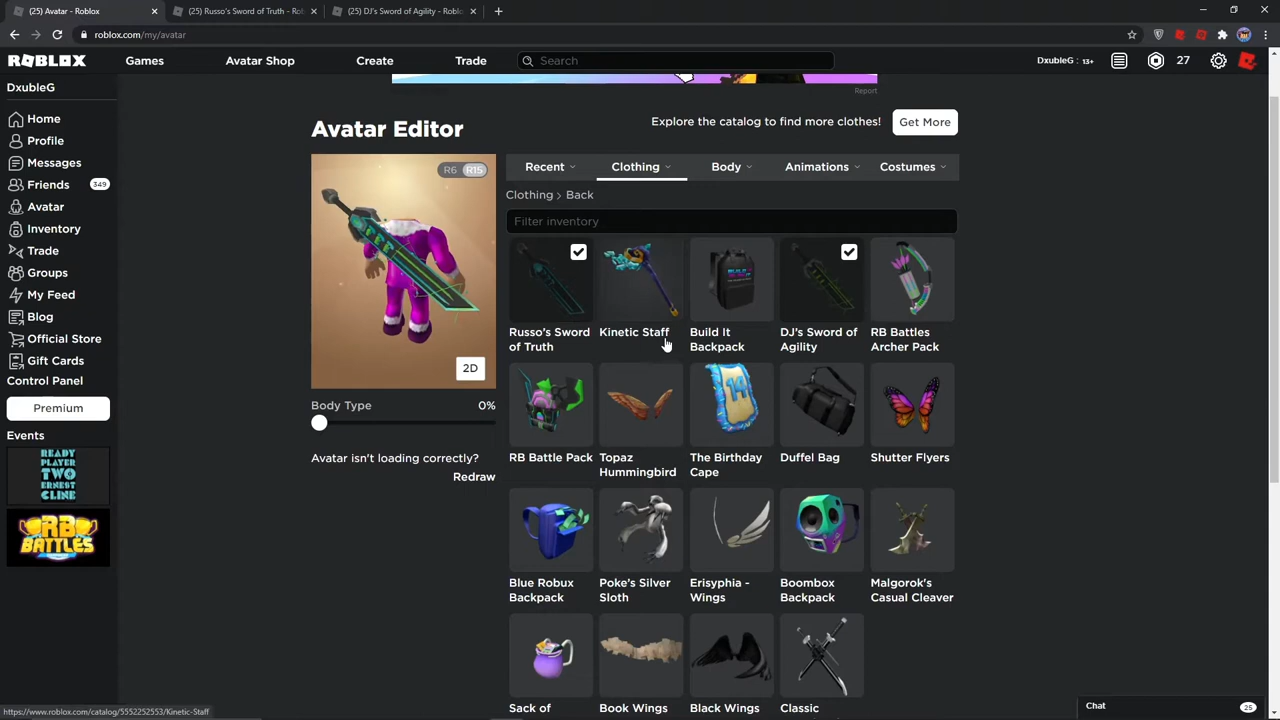 (25) Avatar - Roblox
(25) Russo's Sword of Truth - Rob
(25) DJ's Sword of Agility - Roblo
roblox.com/my/avatar
ROBLOX
Games
Avatar Shop
Create
Trade
Search
DxubleG: 13+
27
DxubleG
Home
Profile
Messages
Friends 349
Avatar
Inventory
Trade
Groups
My Feed
Blog
Official Store
Gift Cards
Control Panel
Premium
Events
READY
PLAYER
TWO
ERNEST
CLINE
RB
BATTLES
Report
Avatar Editor
Explore the catalog to find more clothes!
Get More
R6 R15
2D
Body Type 0%
Avatar isn't loading correctly?
Redraw
Recent
Clothing
Body
Animations
Costumes
Clothing > Back
Filter inventory
Russo's Sword
of Truth
Kinetic Staff
Build It
Backpack
DJ's Sword of
Agility
RB Battles
Archer Pack
RB Battle Pack
Topaz
Hummingbird
14
The Birthday
Cape
Duffel Bag
Shutter Flyers
Blue Robux
Backpack
Poke's Silver
Sloth
Erisyphia -
Wings
Boombox
Backpack
Malgorok's
Casual Cleaver
Sack of
Book Wings
Black Wings
Classic
https://www.roblox.com/catalog/5552252553/Kinetic-Staff
Chat
25